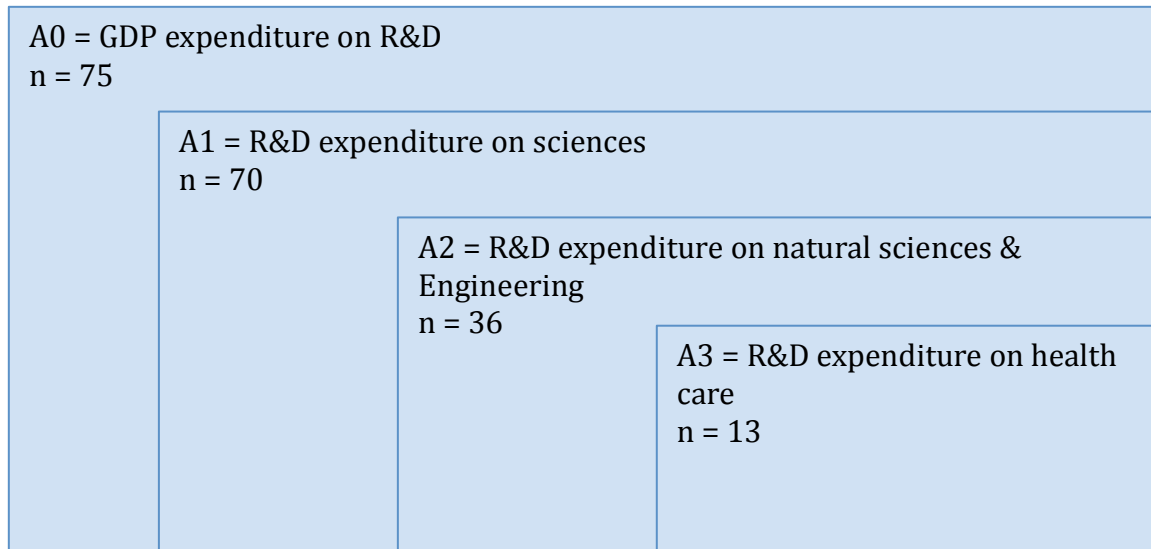 A0 = GDP expenditure on R&D
n = 75
A1 = R&D expenditure on sciences
n = 70
A2 = R&D expenditure on natural sciences &
Engineering
n = 36
A3 = R&D expenditure on health
care
n = 13